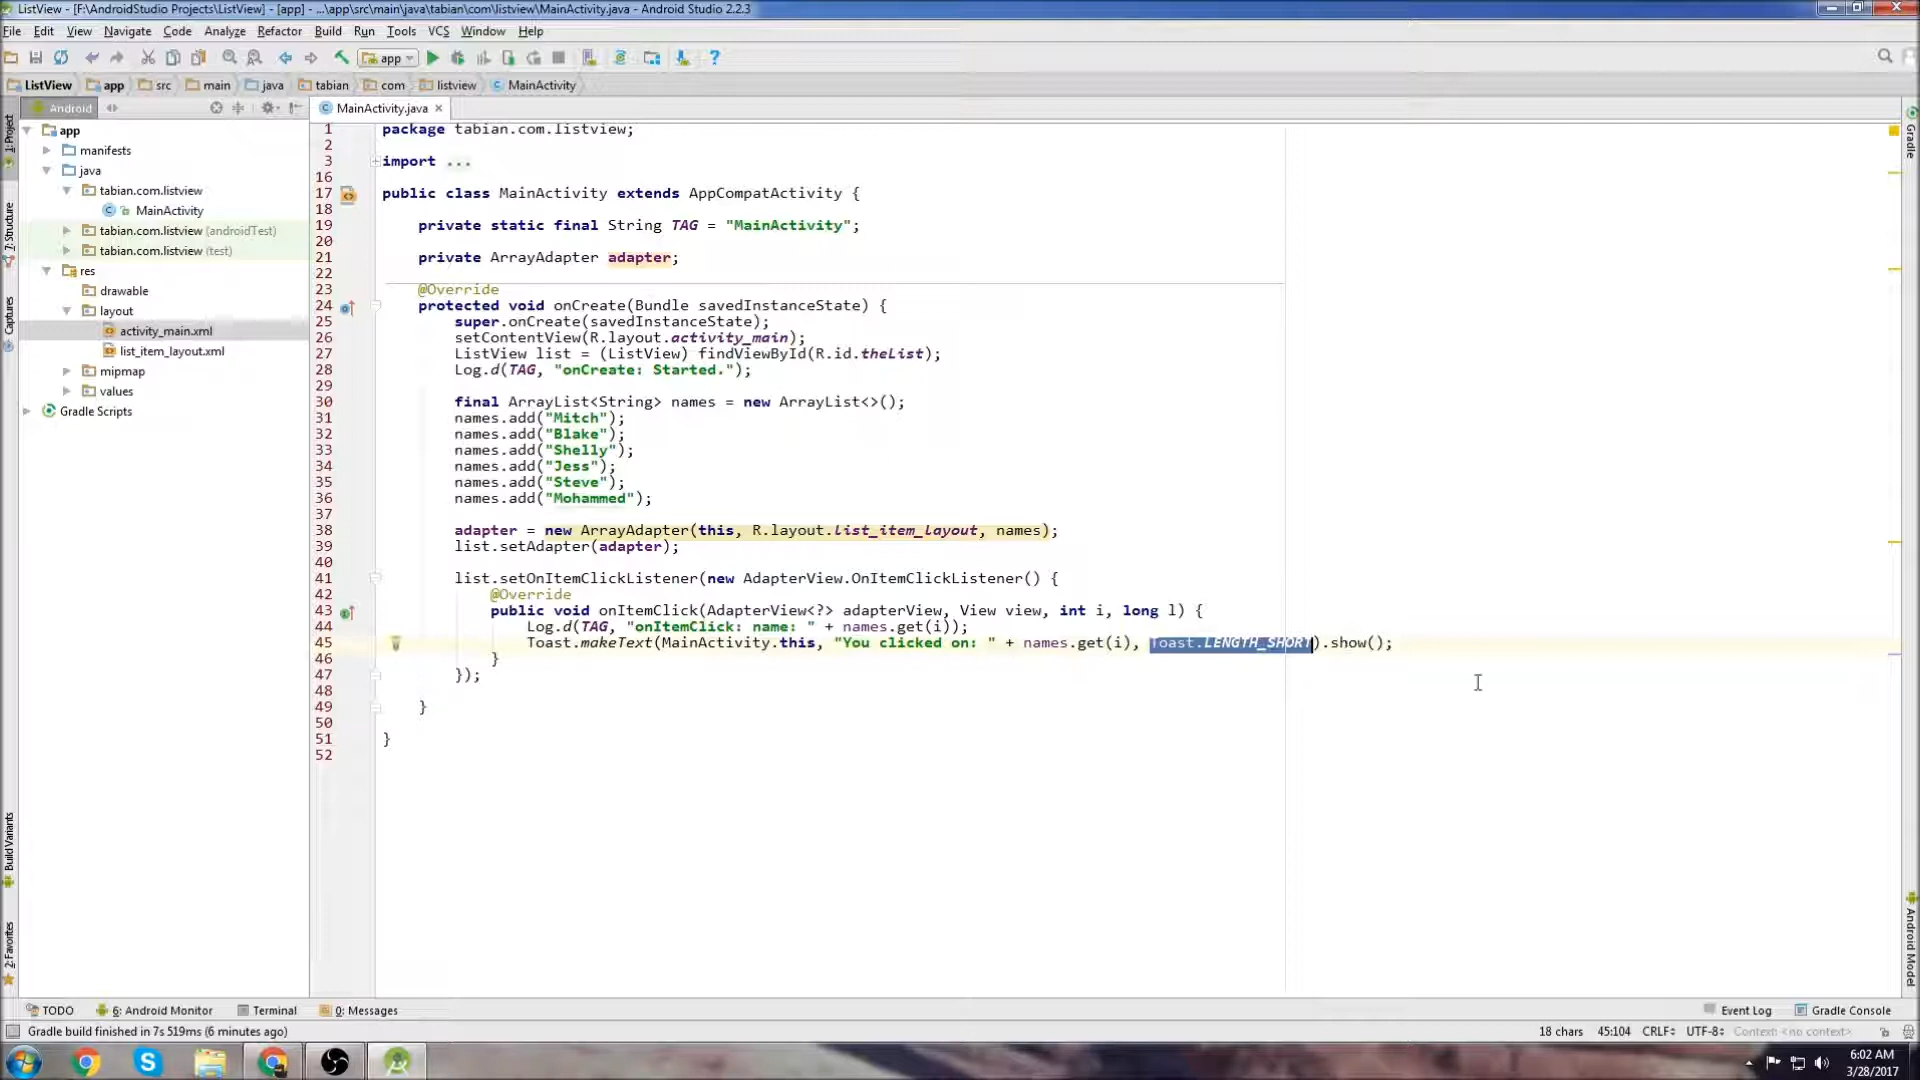 ListView - [F:\AndroidStudio Projects\ListView] - [app] - ...\app\src\main\java\tabian\com\listview\MainActivity.java - Android Studio 2.2.3
File Edit View Navigate Code Analyze Refactor Build Run Tools VCS Window Help
app
ListView app src main java tabian com listview MainActivity
Android
MainActivity.java
1: Project
7: Structure
Captures
Build Variants
2: Favorites
app
manifests
java
tabian.com.listview
MainActivity
tabian.com.listview (androidTest)
tabian.com.listview (test)
res
drawable
layout
activity_main.xml
list_item_layout.xml
mipmap
values
Gradle Scripts
1 package tabian.com.listview;
2
3 import ...
16
17 public class MainActivity extends AppCompatActivity {
18
19 private static final String TAG = "MainActivity";
20
21 private ArrayAdapter adapter;
22
23 @Override
24 protected void onCreate(Bundle savedInstanceState) {
25 super.onCreate(savedInstanceState);
26 setContentView(R.layout.activity_main);
27 ListView list = (ListView) findViewById(R.id.theList);
28 Log.d(TAG, "onCreate: Started.");
29
30 final ArrayList<String> names = new ArrayList<>();
31 names.add("Mitch");
32 names.add("Blake");
33 names.add("Shelly");
34 names.add("Jess");
35 names.add("Steve");
36 names.add("Mohammed");
37
38 adapter = new ArrayAdapter(this, R.layout.list_item_layout, names);
39 list.setAdapter(adapter);
40
41 list.setOnItemClickListener(new AdapterView.OnItemClickListener() {
42 @Override
43 public void onItemClick(AdapterView<?> adapterView, View view, int i, long l) {
44 Log.d(TAG, "onItemClick: name: " + names.get(i));
45 Toast.makeText(MainActivity.this, "You clicked on: " + names.get(i), Toast.LENGTH_SHORT).show();
46 }
47 });
48
49 }
50
51 }
52
Gradle
Android Model
TODO 6: Android Monitor Terminal 0: Messages Event Log Gradle Console
Gradle build finished in 7s 519ms (6 minutes ago) 18 chars 45:104 CRLF UTF-8 Context: <no context>
6:02 AM
3/28/2017